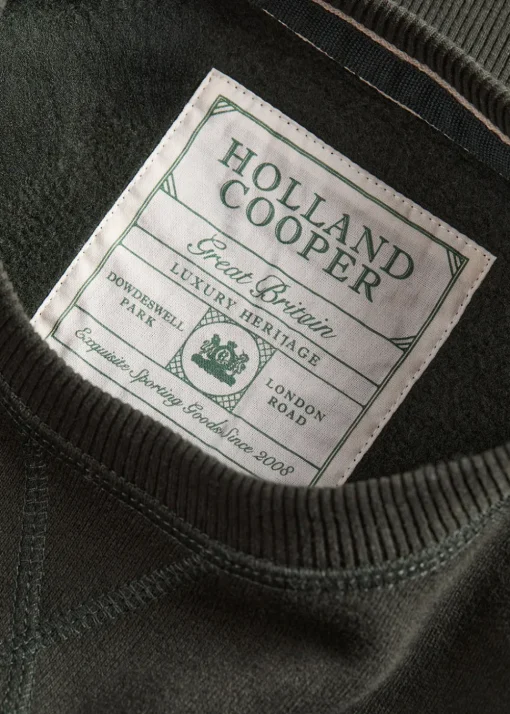 HOLLAND
COOPER
Great Britain
LUXURY HERITAGE
DOWDESWELL
PARK
LONDON
ROAD
Exquisite Sporting Goods Since 2008